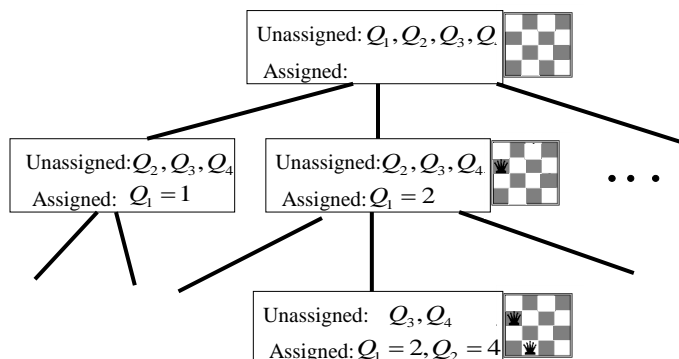 Unassigned: Q₁, Q₂, Q₃, Q
Assigned:
Unassigned: Q₂, Q₃, Q₄
Assigned: Q₁ = 1
Unassigned: Q₂, Q₃, Q₄
Assigned: Q₁ = 2
...
Unassigned: Q₃, Q₄
Assigned: Q₁ = 2, Q₂ = 4